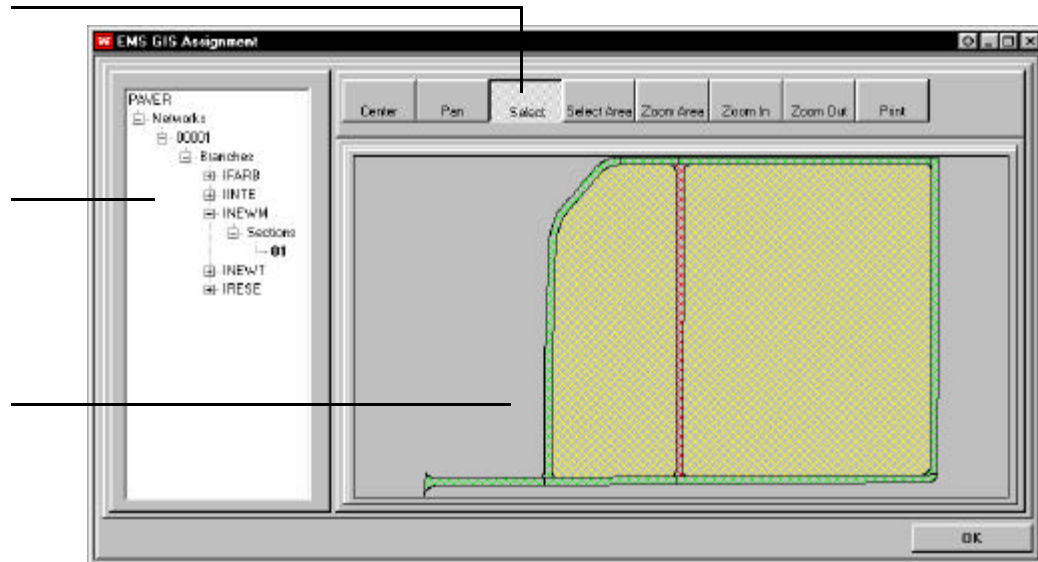 EMS GIS Assignment
Center Pan Select Select Area Zoom Area Zoom In Zoom Out Print
PAVER
Networks
00001
Branches
IFARB
IINTE
INEWM
Sections
01
INEWT
IRESE
OK